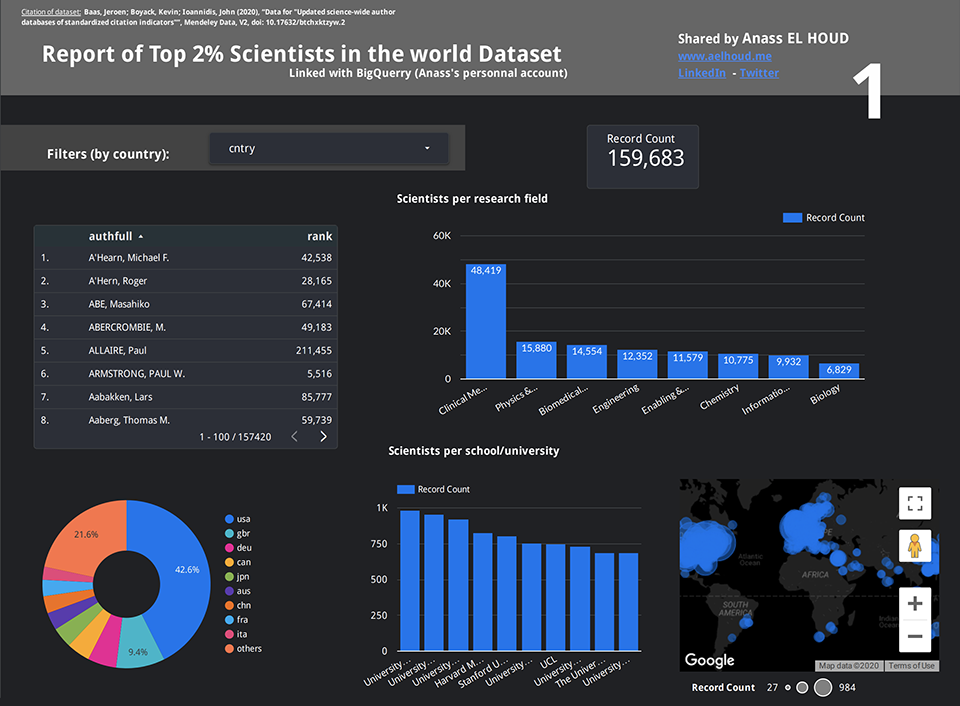 Citation of dataset: Baas, Jeroen; Boyack, Kevin; Ioannidis, John (2020), “Data for "Updated science-wide author
databases of standardized citation indicators"”, Mendeley Data, V2, doi: 10.17632/btchxktzyw.2
Report of Top 2% Scientists in the world Dataset
Linked with BigQuerry (Anass's personnal account)
Shared by Anass EL HOUD
www.aelhoud.me
LinkedIn - Twitter
1
Filters (by country):
cntry
Record Count
159,683
authfull rank
1. A'Hearn, Michael F. 42,538
2. A'Hern, Roger 28,165
3. ABE, Masahiko 67,414
4. ABERCROMBIE, M. 49,183
5. ALLAIRE, Paul 211,455
6. ARMSTRONG, PAUL W. 5,516
7. Aabakken, Lars 85,777
8. Aaberg, Thomas M. 59,739
1 - 100 / 157420
Scientists per research field
Record Count
60K
40K
20K
0
48,419
15,880
14,554
12,352
11,579
10,775
9,932
6,829
Clinical Me...
Physics &...
Biomedical...
Engineering
Enabling &...
Chemistry
Informatio...
Biology
42.6%
9.4%
21.6%
usa
gbr
deu
can
jpn
aus
chn
fra
ita
others
Scientists per school/university
Record Count
1K
750
500
250
0
University...
University...
University...
Harvard M...
Stanford U...
University...
UCL
University...
The Univer...
University...
Atlantic
Ocean
AFRICA
SOUTH
AMERICA
Google
Map data ©2020
Terms of Use
Record Count 27 984